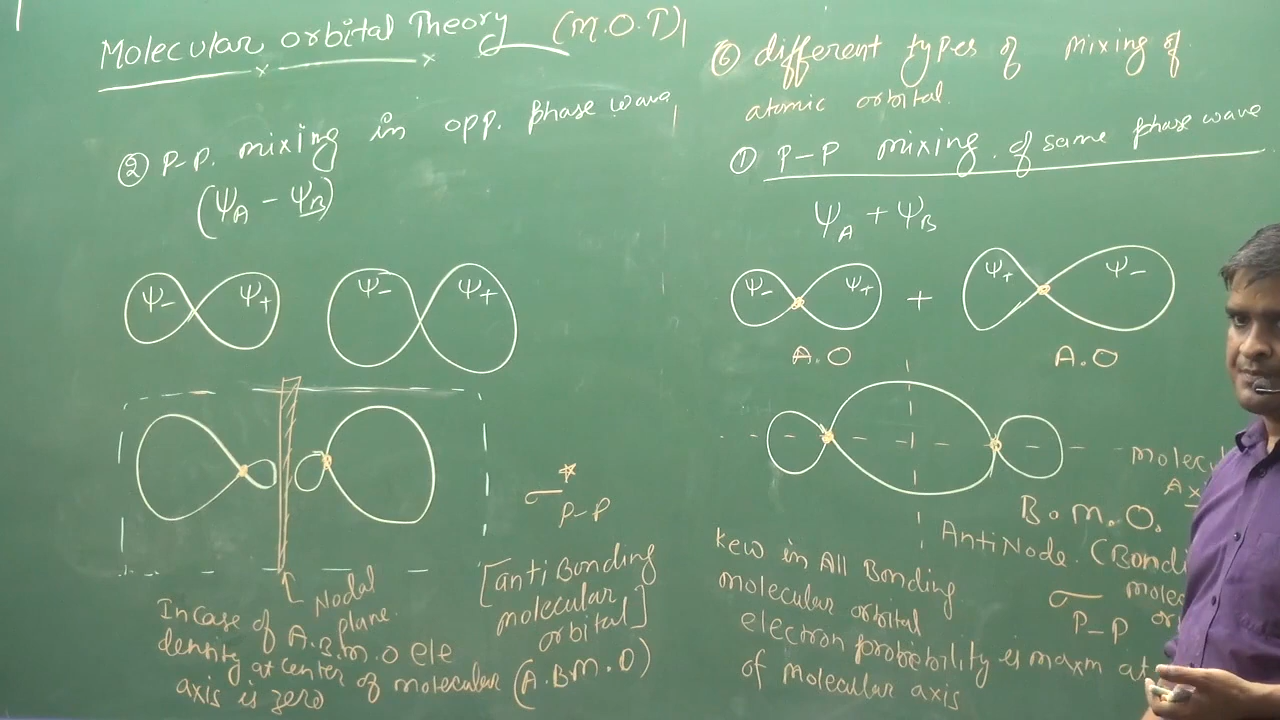 Molecular orbital Theory (M.O.T)
② P-P. mixing in opp. phase wave
(ΨA - ΨB)
Ψ- Ψ+ Ψ- Ψ+
σ*P-P
Nodal
plane.
In case of A.B.M.O ele
density at center of molecular
axis is zero
[anti Bonding
molecular
orbital]
(A.B.M.O)
⑥ different types of mixing of
atomic orbital.
① P-P mixing of same phase wave
ΨA + ΨB
Ψ- Ψ+ + Ψ+ Ψ-
A.O A.O
B.M.O.
AntiNode.
σP-P
kew in All Bonding
molecular orbital
electron probebility is maxm at
of molecular axis